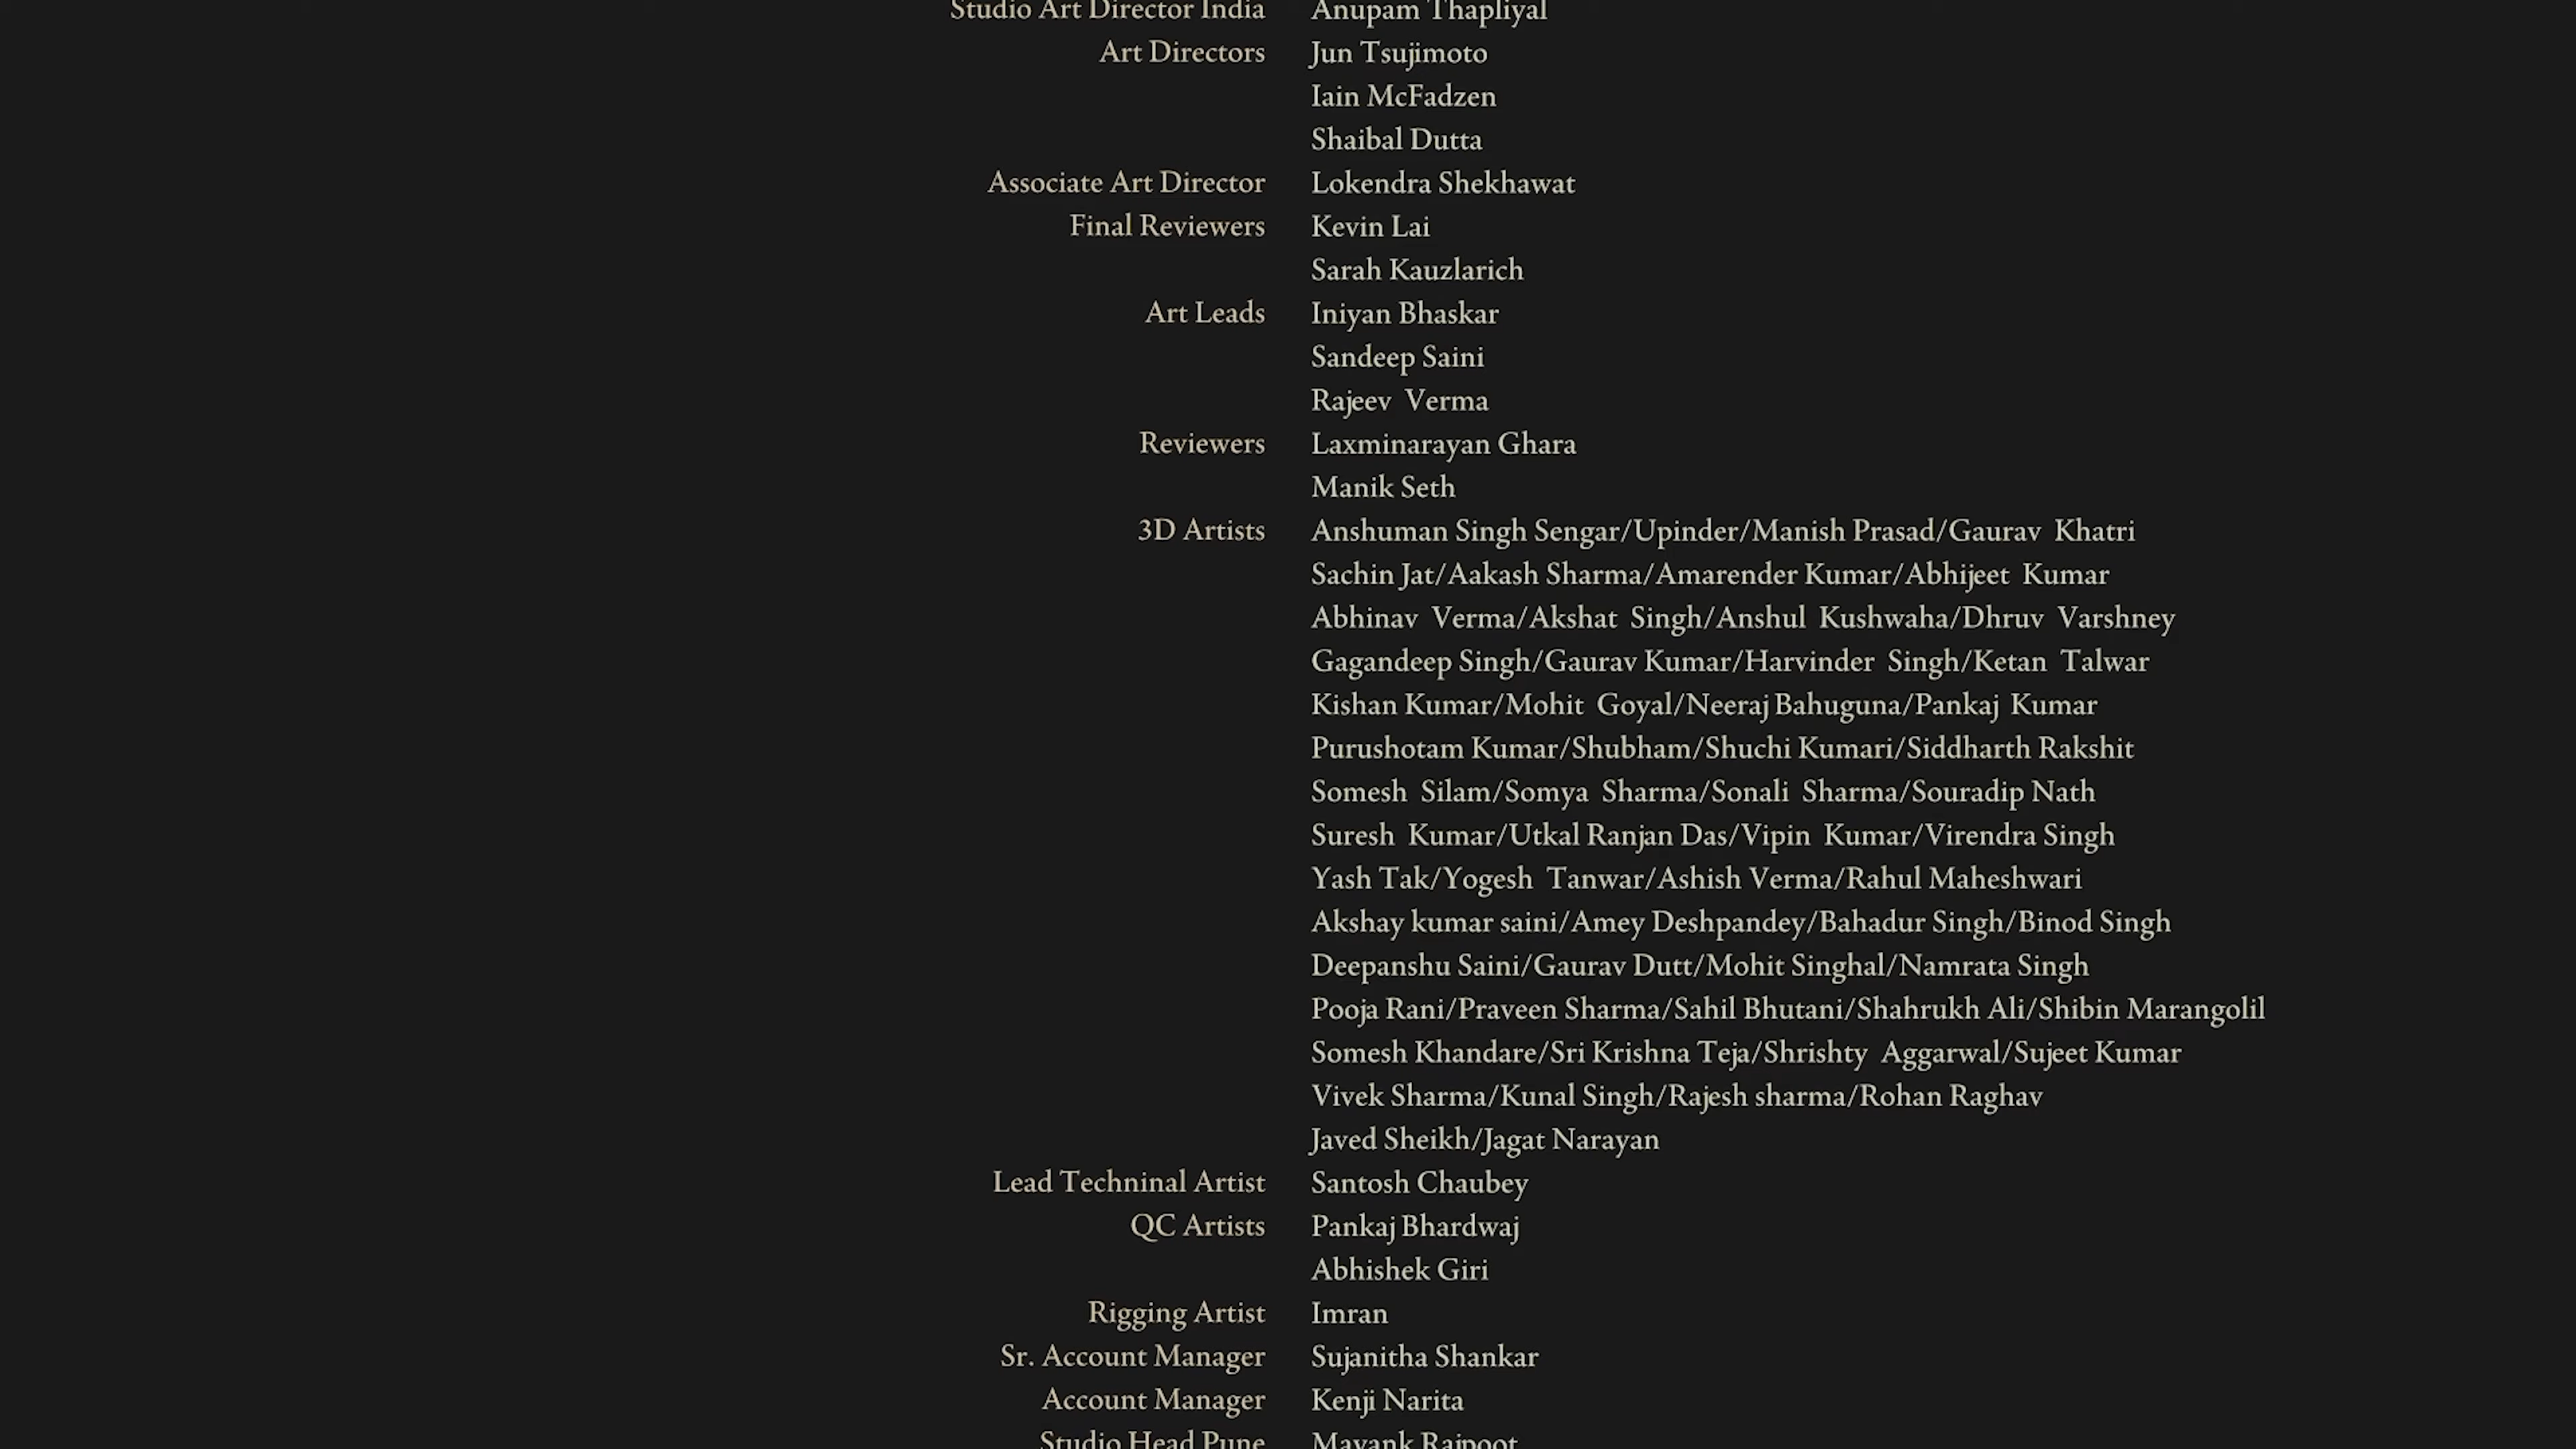 Studio Art Director India Anupam Thapliyal
Art Directors Jun Tsujimoto
Iain McFadzen
Shaibal Dutta
Associate Art Director Lokendra Shekhawat
Final Reviewers Kevin Lai
Sarah Kauzlarich
Art Leads Iniyan Bhaskar
Sandeep Saini
Rajeev  Verma
Reviewers Laxminarayan Ghara
Manik Seth
3D Artists Anshuman Singh Sengar/Upinder/Manish Prasad/Gaurav  Khatri
Sachin Jat/Aakash Sharma/Amarender Kumar/Abhijeet  Kumar
Abhinav  Verma/Akshat  Singh/Anshul  Kushwaha/Dhruv  Varshney
Gagandeep Singh/Gaurav Kumar/Harvinder  Singh/Ketan  Talwar
Kishan Kumar/Mohit  Goyal/Neeraj Bahuguna/Pankaj  Kumar
Purushotam Kumar/Shubham/Shuchi Kumari/Siddharth Rakshit
Somesh  Silam/Somya  Sharma/Sonali  Sharma/Souradip Nath
Suresh  Kumar/Utkal Ranjan Das/Vipin  Kumar/Virendra Singh
Yash Tak/Yogesh  Tanwar/Ashish Verma/Rahul Maheshwari
Akshay kumar saini/Amey Deshpandey/Bahadur Singh/Binod Singh
Deepanshu Saini/Gaurav Dutt/Mohit Singhal/Namrata Singh
Pooja Rani/Praveen Sharma/Sahil Bhutani/Shahrukh Ali/Shibin Marangolil
Somesh Khandare/Sri Krishna Teja/Shrishty  Aggarwal/Sujeet Kumar
Vivek Sharma/Kunal Singh/Rajesh sharma/Rohan Raghav
Javed Sheikh/Jagat Narayan
Lead Techninal Artist Santosh Chaubey
QC Artists Pankaj Bhardwaj
Abhishek Giri
Rigging Artist Imran
Sr. Account Manager Sujanitha Shankar
Account Manager Kenji Narita
Studio Head Pune Mayank Rajpoot